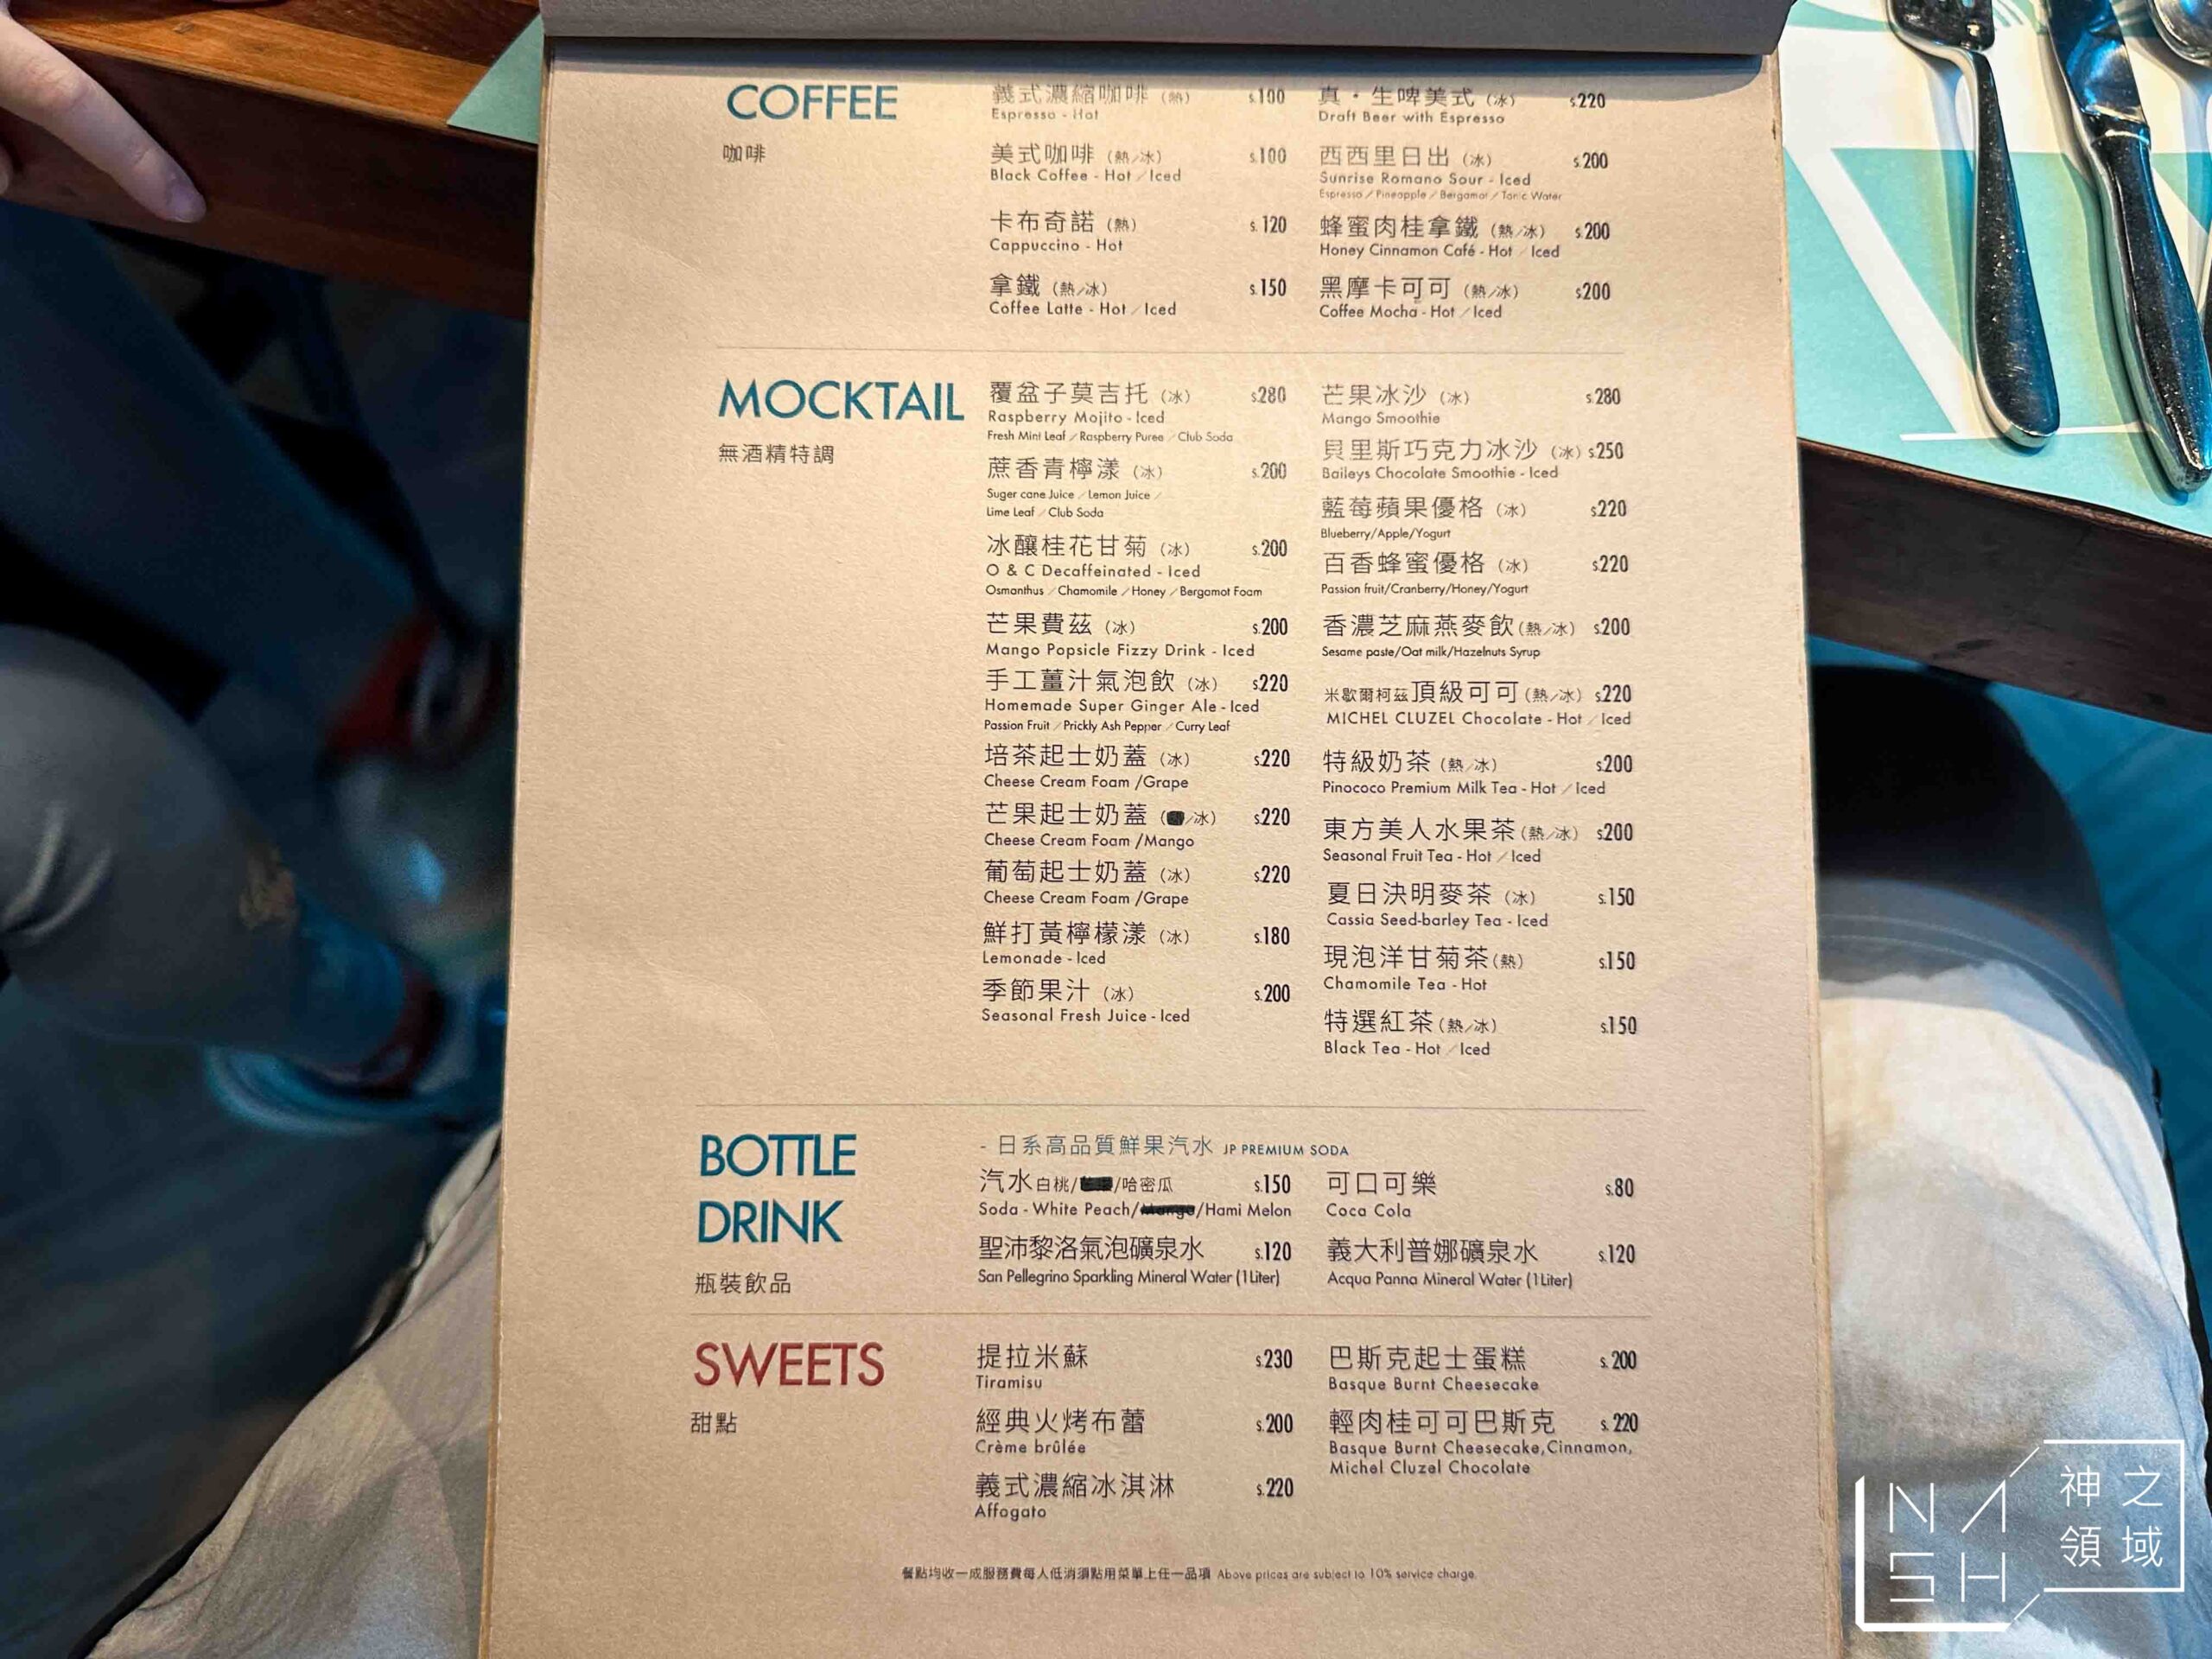 COFFEE
咖啡
義式濃縮咖啡 (熱) $.100
Espresso - Hot
美式咖啡 (熱/冰) $.100
Black Coffee - Hot / Iced
卡布奇諾 (熱) $.120
Cappuccino - Hot
拿鐵 (熱/冰) $.150
Coffee Latte - Hot / Iced
真・生啤美式 (冰) $220
Draft Beer with Espresso
西西里日出 (冰) $.200
Sunrise Romano Sour - Iced
Espresso / Pineapple / Bergamot / Tonic Water
蜂蜜肉桂拿鐵 (熱/冰) $.200
Honey Cinnamon Café - Hot / Iced
黑摩卡可可 (熱/冰) $200
Coffee Mocha - Hot / Iced
MOCKTAIL
無酒精特調
覆盆子莫吉托 (冰) $.280
Raspberry Mojito - Iced
Fresh Mint Leaf / Raspberry Puree / Club Soda
蔗香青檸漾 (冰) $.200
Suger cane Juice / Lemon Juice /
Lime Leaf / Club Soda
冰釀桂花甘菊 (冰) $.200
O & C Decaffeinated - Iced
Osmanthus / Chamomile / Honey / Bergamot Foam
芒果費茲 (冰) $.200
Mango Popsicle Fizzy Drink - Iced
手工薑汁氣泡飲 (冰) $220
Homemade Super Ginger Ale - Iced
Passion Fruit / Prickly Ash Pepper / Curry Leaf
培茶起士奶蓋 (冰) $.220
Cheese Cream Foam /Grape
芒果起士奶蓋 ( /冰) $220
Cheese Cream Foam /Mango
葡萄起士奶蓋 (冰) $.220
Cheese Cream Foam /Grape
鮮打黃檸檬漾 (冰) $.180
Lemonade - Iced
季節果汁 (冰) $.200
Seasonal Fresh Juice - Iced
芒果冰沙 (冰) $.280
Mango Smoothie
貝里斯巧克力冰沙 (冰) $.250
Baileys Chocolate Smoothie - Iced
藍莓蘋果優格 (冰) $220
Blueberry/Apple/Yogurt
百香蜂蜜優格 (冰) $220
Passion fruit/Cranberry/Honey/Yogurt
香濃芝麻燕麥飲(熱/冰) $200
Sesame paste/Oat milk/Hazelnuts Syrup
米歇爾柯茲頂級可可(熱/冰) $220
MICHEL CLUZEL Chocolate - Hot / Iced
特級奶茶 (熱/冰) $200
Pinococo Premium Milk Tea - Hot / Iced
東方美人水果茶(熱/冰) $200
Seasonal Fruit Tea - Hot / Iced
夏日決明麥茶 (冰) $.150
Cassia Seed-barley Tea - Iced
現泡洋甘菊茶(熱) $.150
Chamomile Tea - Hot
特選紅茶(熱/冰) $.150
Black Tea - Hot / Iced
BOTTLE
DRINK
瓶裝飲品
- 日系高品質鮮果汽水 JP PREMIUM SODA
汽水白桃/ /哈密瓜 $.150
Soda - White Peach/Mango/Hami Melon
聖沛黎洛氣泡礦泉水 $.120
San Pellegrino Sparkling Mineral Water (1Liter)
可口可樂 $.80
Coca Cola
義大利普娜礦泉水 $.120
Acqua Panna Mineral Water (1Liter)
SWEETS
甜點
提拉米蘇 $.230
Tiramisu
經典火烤布蕾 $.200
Crème brûlée
義式濃縮冰淇淋 $.220
Affogato
巴斯克起士蛋糕 $.200
Basque Burnt Cheesecake
輕肉桂可可巴斯克 $.220
Basque Burnt Cheesecake,Cinnamon,
Michel Cluzel Chocolate
餐點均收一成服務費每人低消須點用菜單上任一品項 Above prices are subject to 10% service charge.
NASH
神之
領域